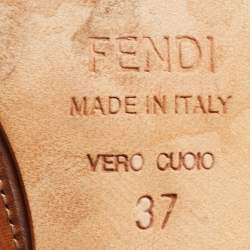 FENDI
MADE IN ITALY
VERO CUOIO
37